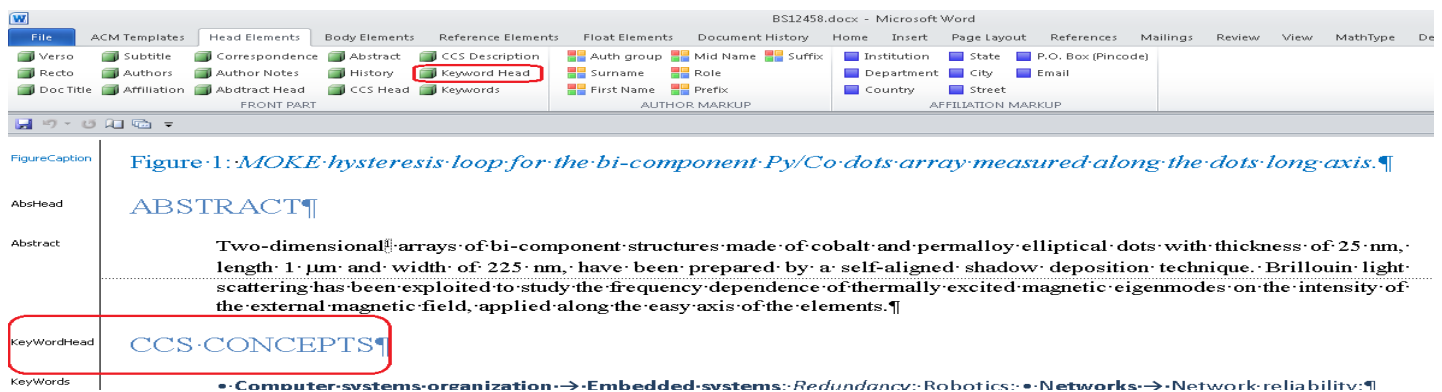 BS12458.docx - Microsoft Word
File ACM Templates Head Elements Body Elements Reference Elements Float Elements Document History Home Insert Page Layout References Mailings Review View MathType De
Verso Subtitle Correspondence Abstract CCS Description Auth group Mid Name Suffix Institution State P.O. Box (Pincode)
Recto Authors Author Notes History Keyword Head Surname Role Department City Email
Doc Title Affiliation Abdtract Head CCS Head Keywords First Name Prefix Country Street
FRONT PART AUTHOR MARKUP AFFILIATION MARKUP
FigureCaption Figure·1:·MOKE·hysteresis·loop·for·the·bi-component·Py/Co·dots·array·measured·along·the·dots·long·axis.¶
AbsHead ABSTRACT¶
Abstract Two-dimensional·arrays·of·bi-component·structures·made·of·cobalt·and·permalloy·elliptical·dots·with·thickness·of·25·nm,·
length·1·μm·and·width·of·225·nm,·have·been·prepared·by·a·self-aligned·shadow·deposition·technique.·Brillouin·light·
scattering·has·been·exploited·to·study·the·frequency·dependence·of·thermally·excited·magnetic·eigenmodes·on·the·intensity·of·
the·external·magnetic·field,·applied·along·the·easy·axis·of·the·elements.¶
KeyWordHead CCS·CONCEPTS¶
KeyWords •·Computer·systems·organization·→·Embedded·systems;·Redundancy;·Robotics;·•·Networks·→·Network·reliability;¶